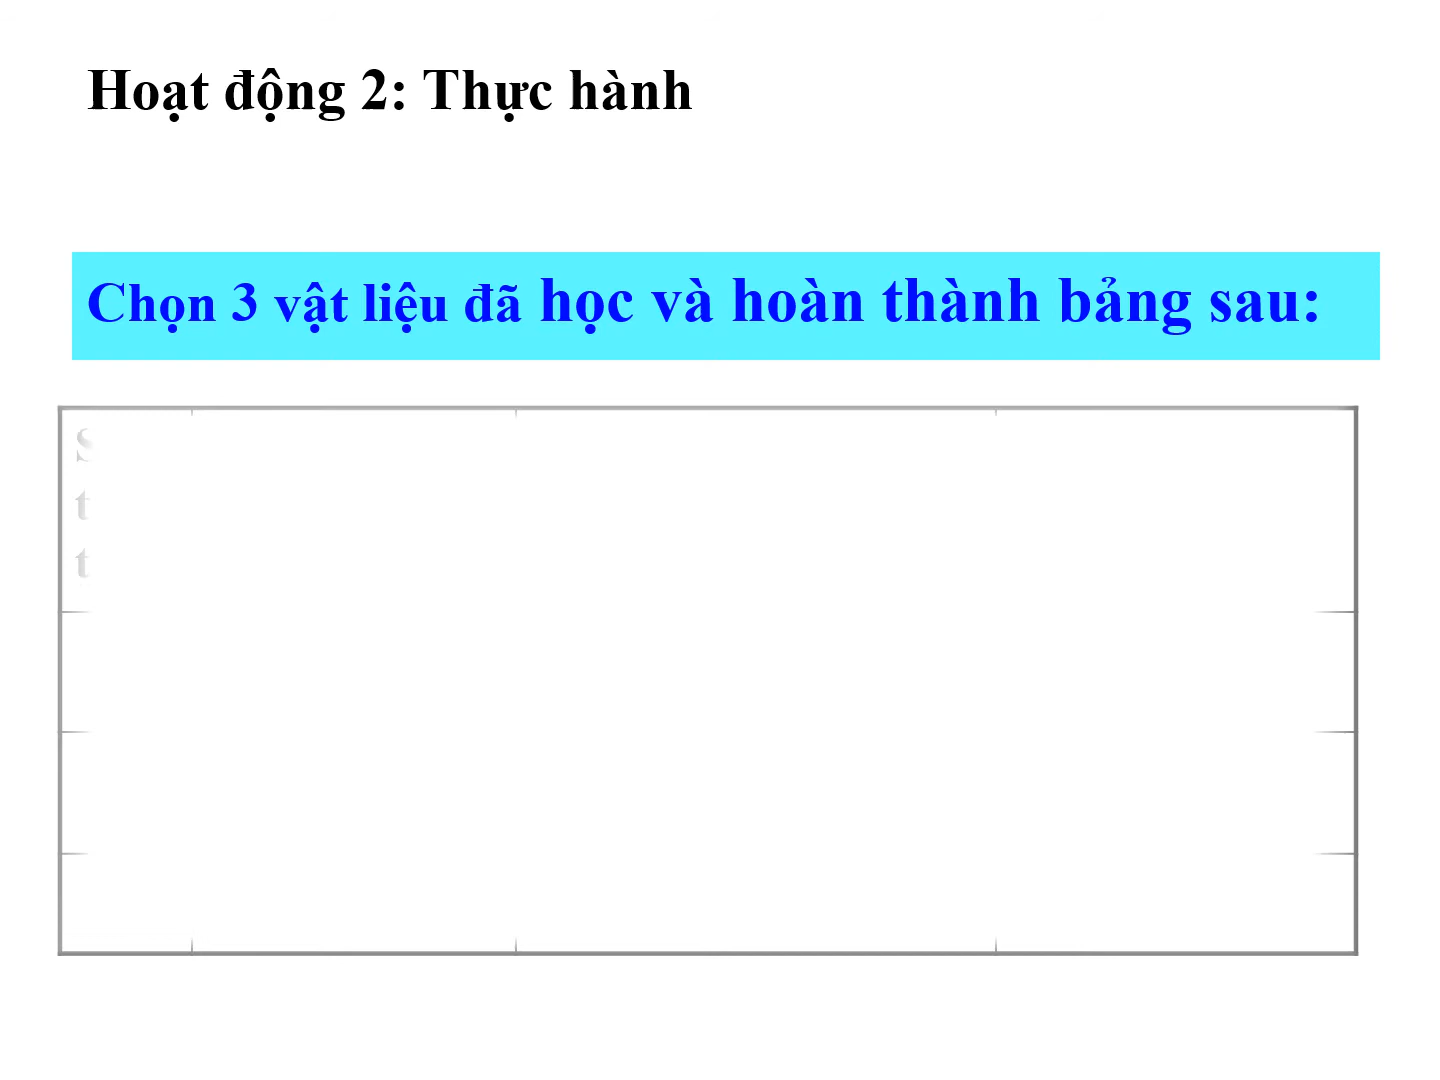 Hoạt động 2: Thực hành
Chọn 3 vật liệu đã học và hoàn thành bảng sau:
S
t
t